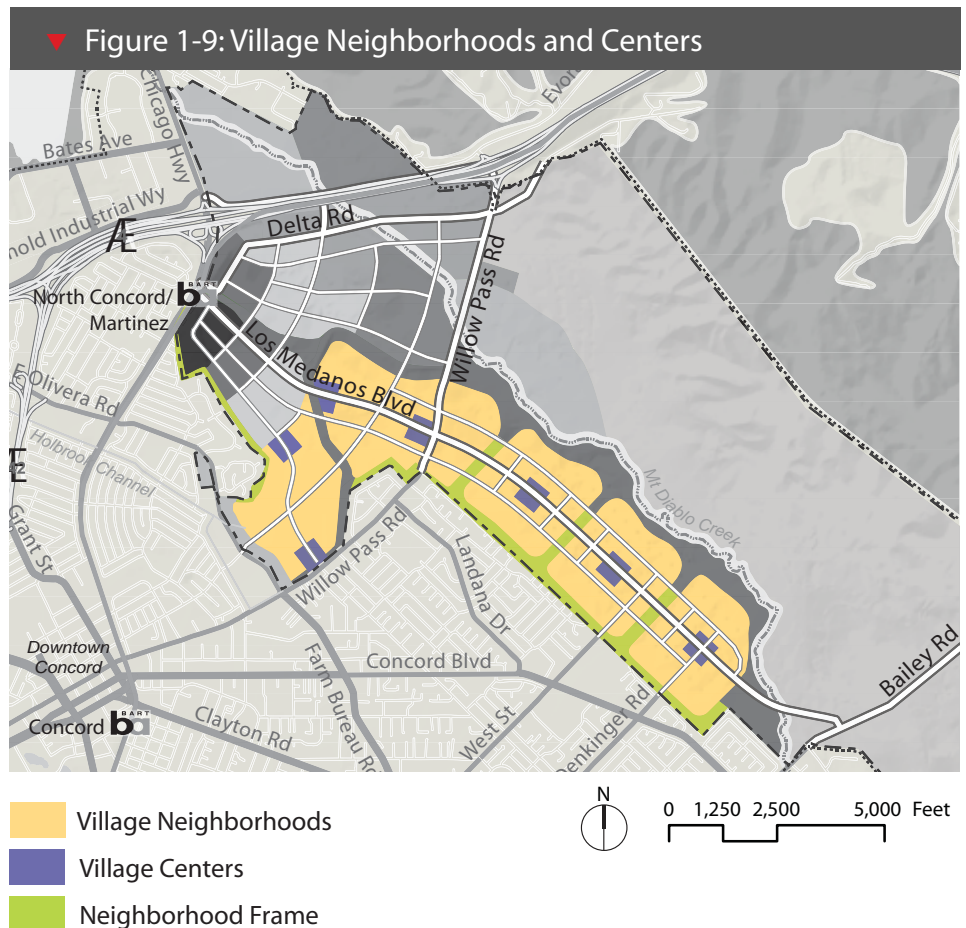 Figure 1-9: Village Neighborhoods and Centers
Chicago Hwy
Evor
Bates Ave
nold Industrial Wy
Delta Rd
Willow Pass Rd
BART
b
North Concord/
Martinez
Los Medanos Blvd
E Olivera Rd
Holbrook Channel
Grant St
Mt Diablo Creek
Willow Pass Rd
Landana Dr
Downtown
Concord
Concord Blvd
Farm Bureau Rd
West St
Denkinger Rd
Bailey Rd
BART
Concord ba
Clayton Rd
N
0 1,250 2,500 5,000 Feet
Village Neighborhoods
Village Centers
Neighborhood Frame